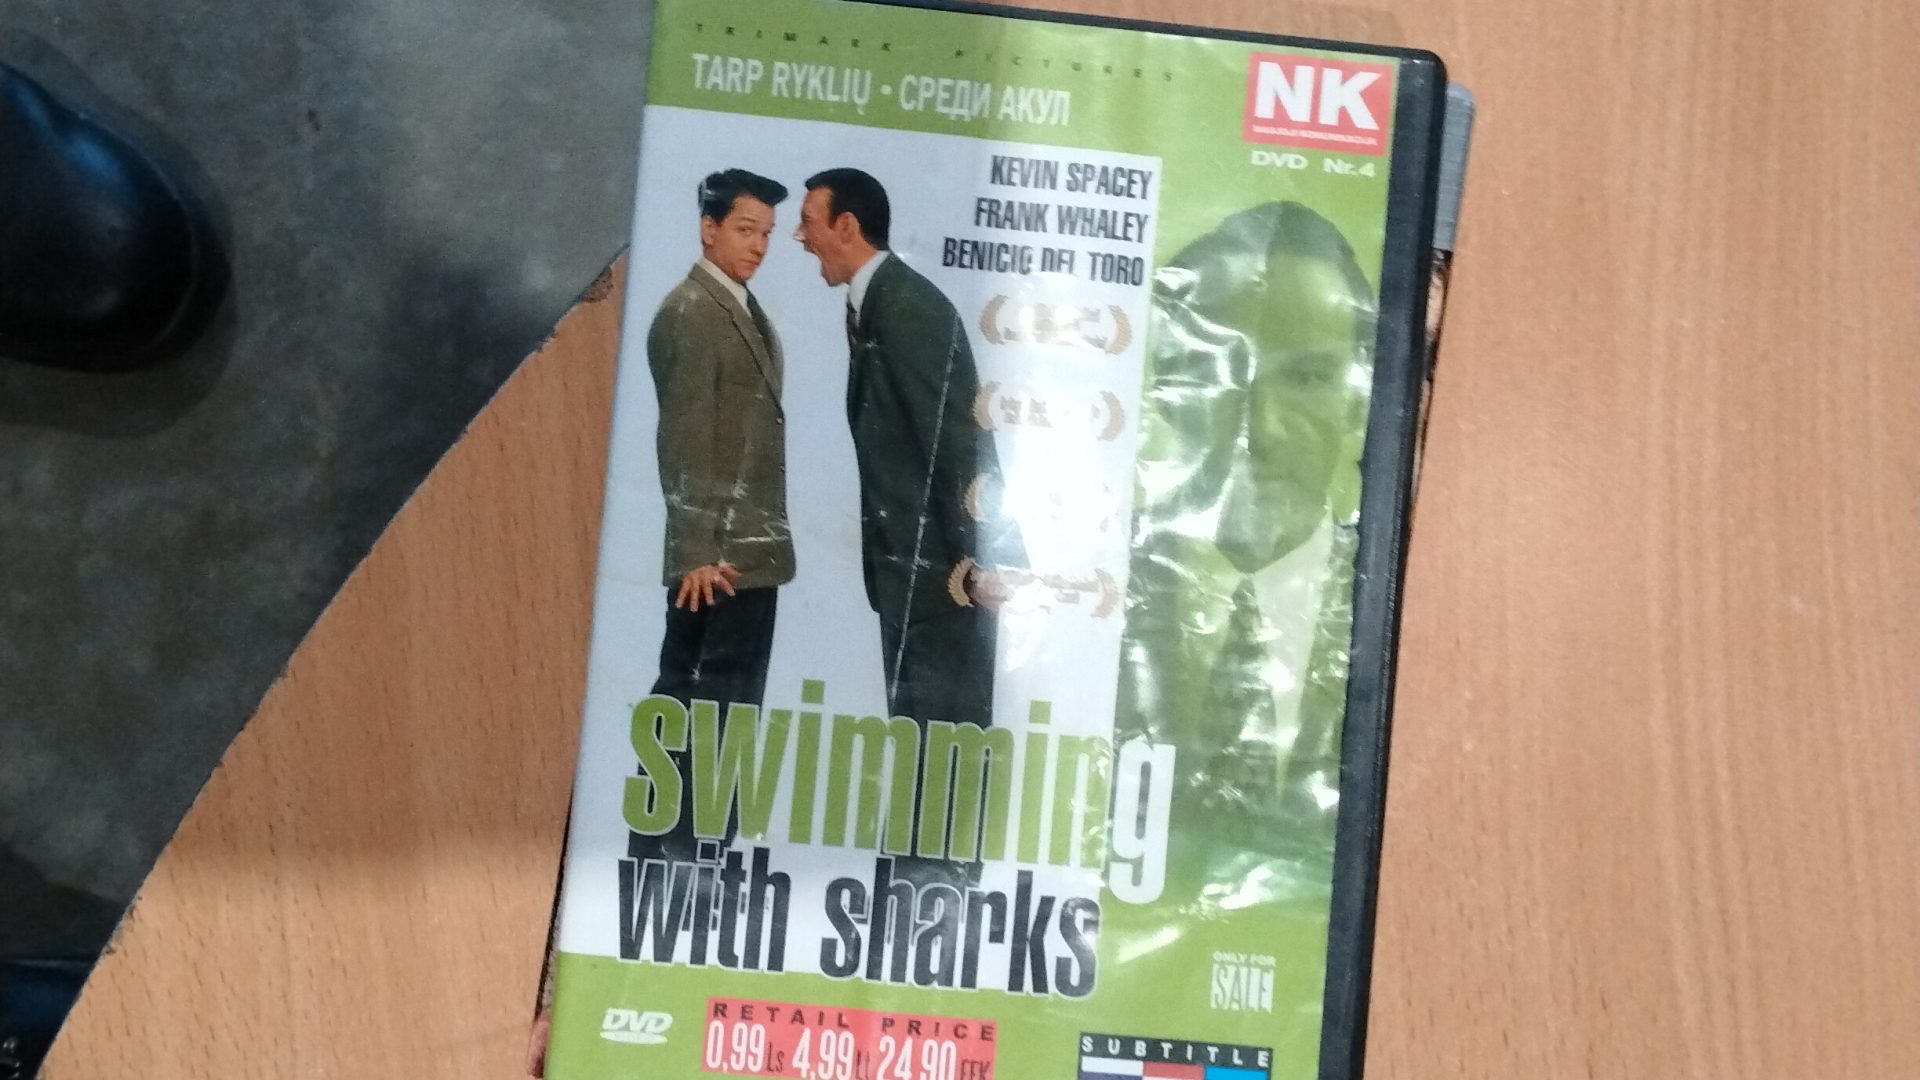 TRIMARK PICTURES
TARP RYKLIŲ • СРЕДИ АКУЛ
NK
DVD Nr.4
KEVIN SPACEY
FRANK WHALEY
BENICIO DEL TORO
swimming
with sharks
ONLY FOR
SALE
DVD
RETAIL PRICE
0,99 Ls 4,99 Lt 24,90 EEK
SUBTITLE